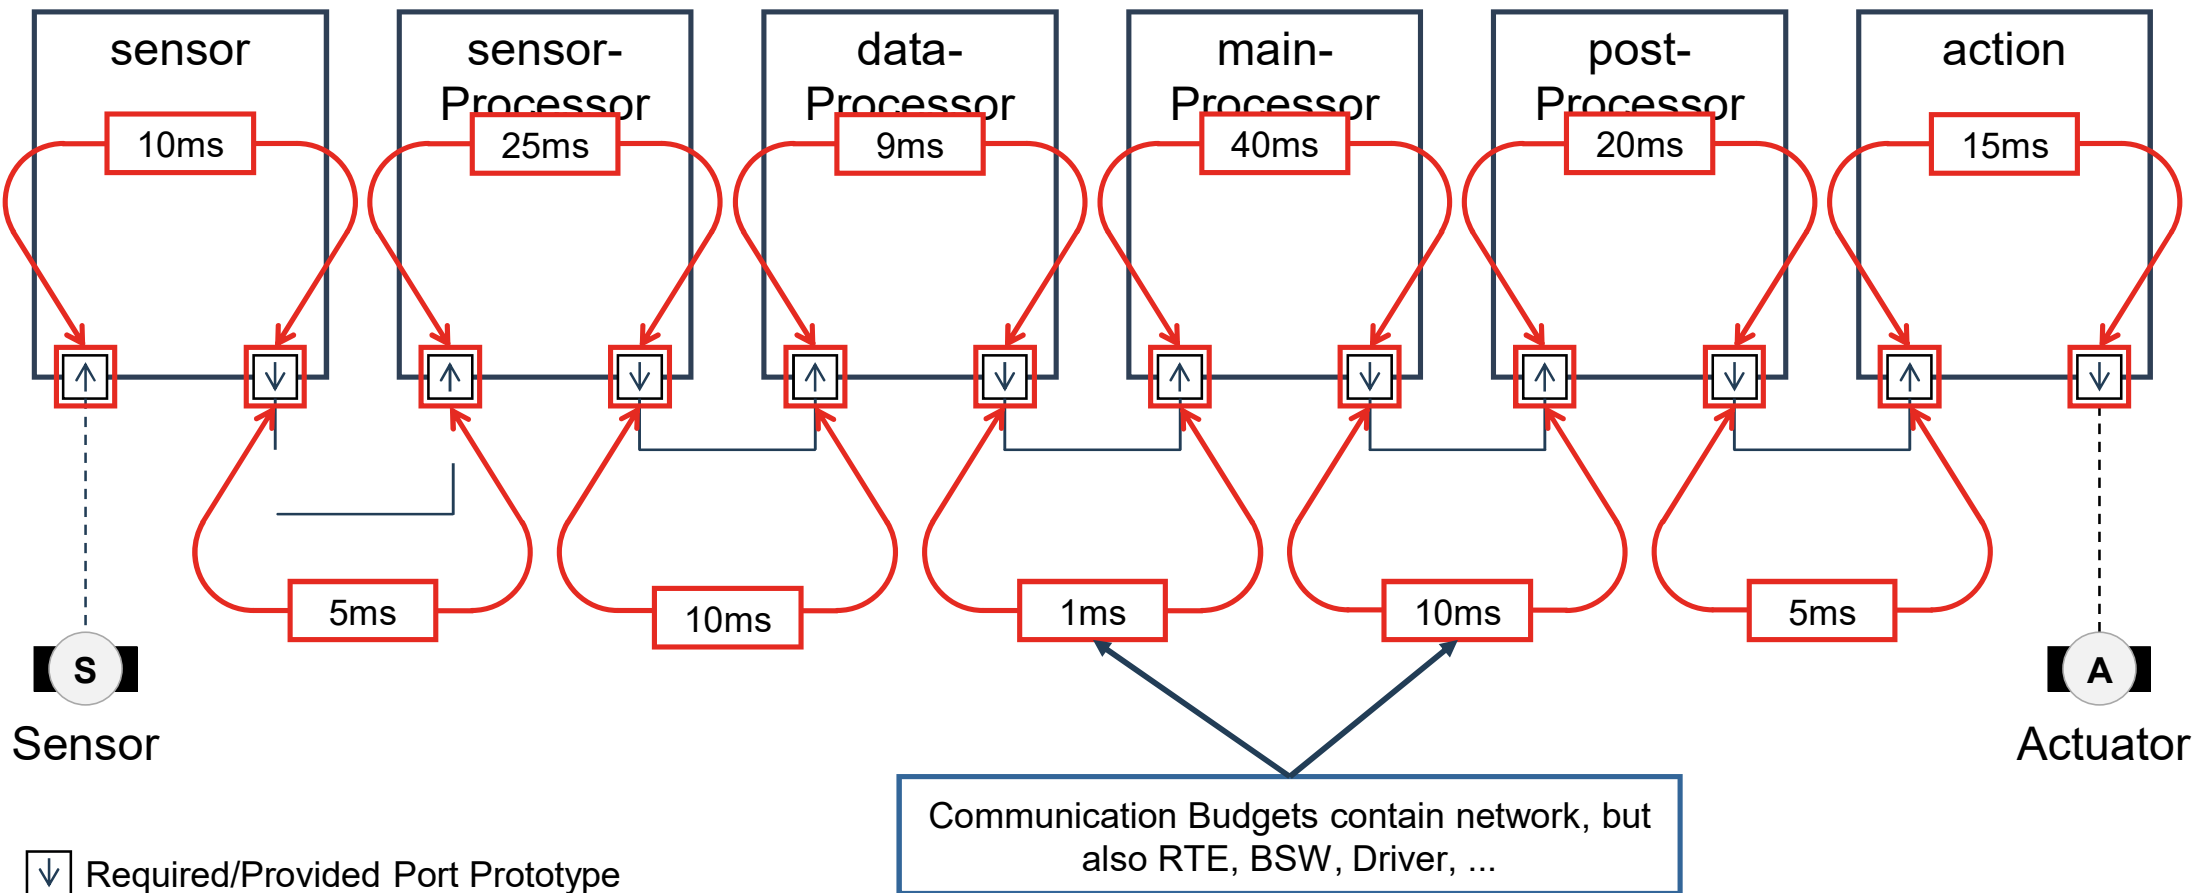 sensor
sensor-
Processor
data-
Processor
main-
Processor
post-
Processor
action
10ms
25ms
9ms
40ms
20ms
15ms
5ms
10ms
1ms
10ms
5ms
S
Sensor
A
Actuator
Communication Budgets contain network, but
also RTE, BSW, Driver, ...
Required/Provided Port Prototype